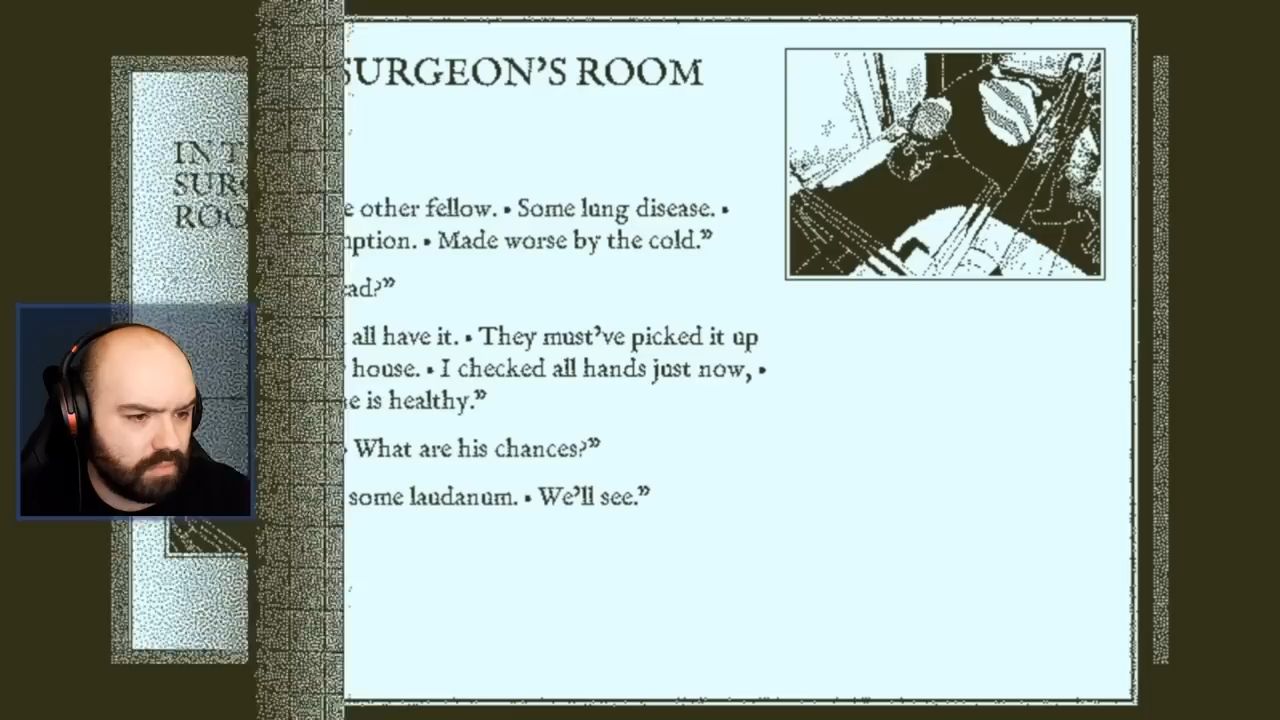 IN T
SURG
ROO
SURGEON'S ROOM
e other fellow. • Some lung disease. •
ption. • Made worse by the cold.”
ad?”
all have it. • They must've picked it up
house. • I checked all hands just now, •
e is healthy.”
What are his chances?”
some laudanum. • We'll see.”